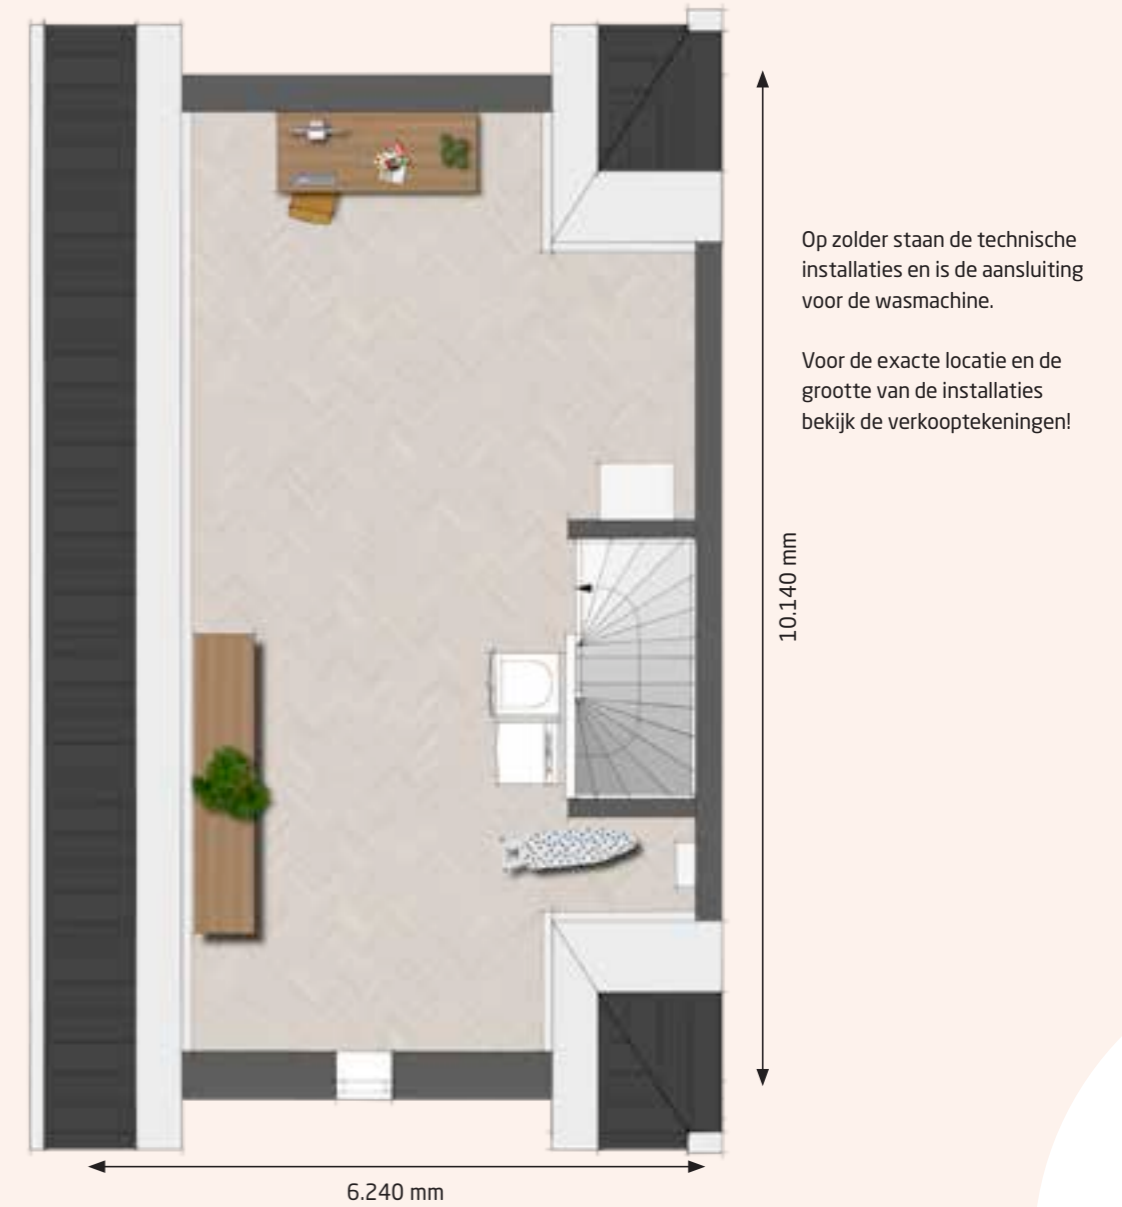 Op zolder staan de technische
installaties en is de aansluiting
voor de wasmachine.
Voor de exacte locatie en de
grootte van de installaties
bekijk de verkooptekeningen!
10.140 mm
6.240 mm